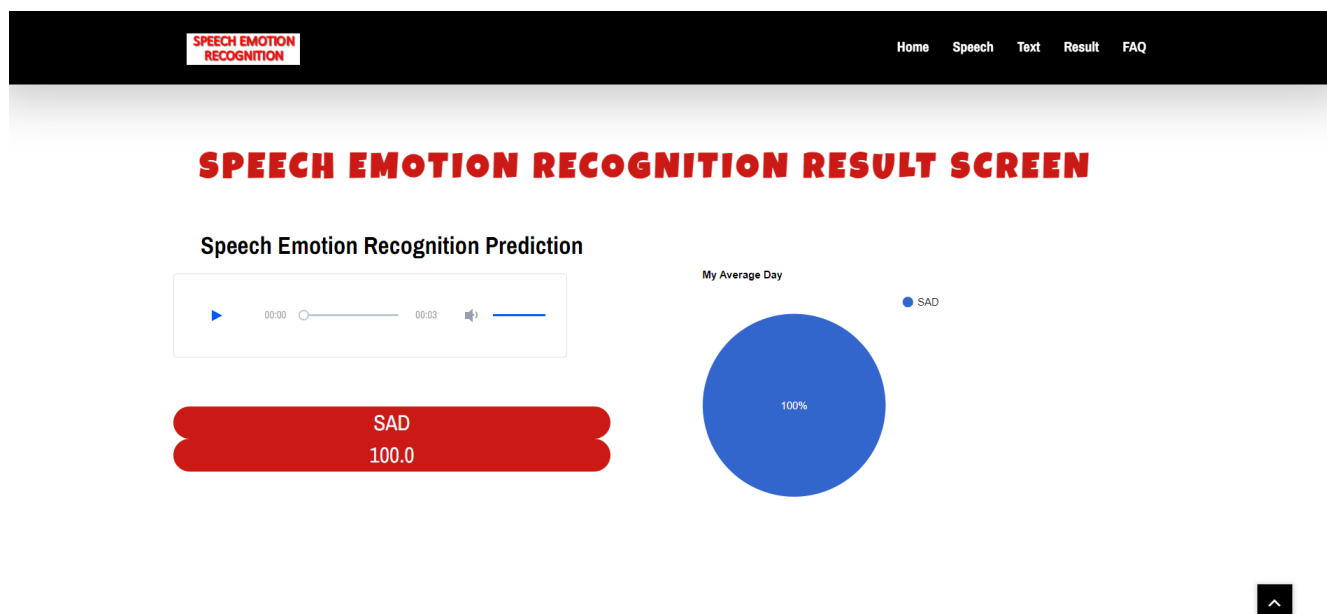 SPEECH EMOTION
RECOGNITION
Home Speech Text Result FAQ
SPEECH EMOTION RECOGNITION RESULT SCREEN
Speech Emotion Recognition Prediction
00:00 00:03
SAD
100.0
My Average Day
SAD
100%